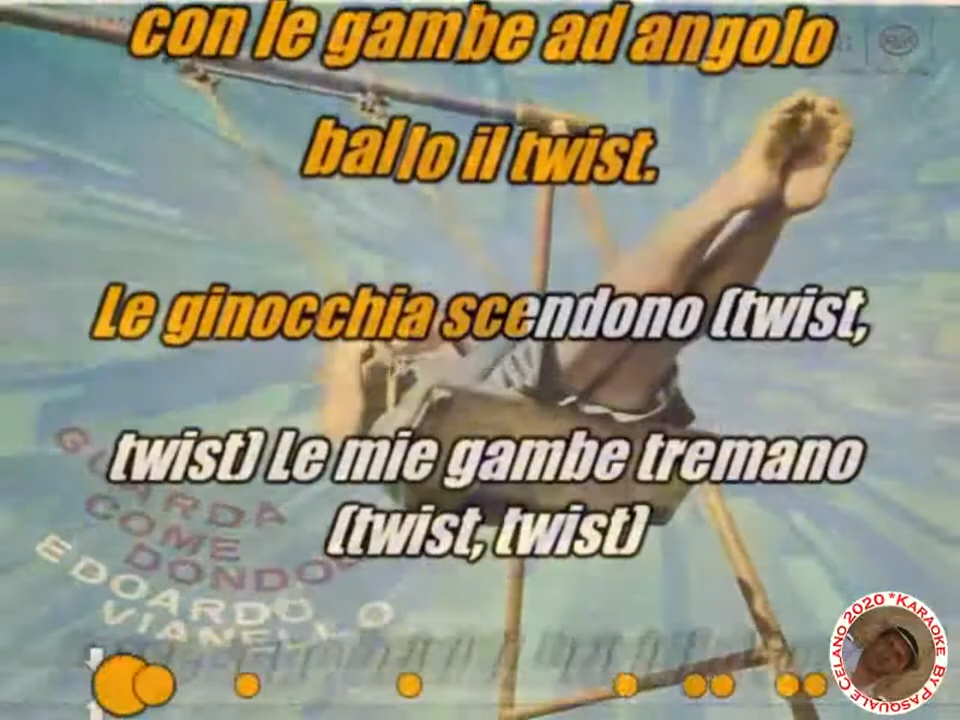 con le gambe ad angolo
ballo il twist.
Le ginocchia scendono (twist,
twist) Le mie gambe tremano
(twist, twist)
GUARDA
COME
DONDOLO
EDOARDO
VIANELLO
CELANO 2020 *KARAOKE BY PASQUALE